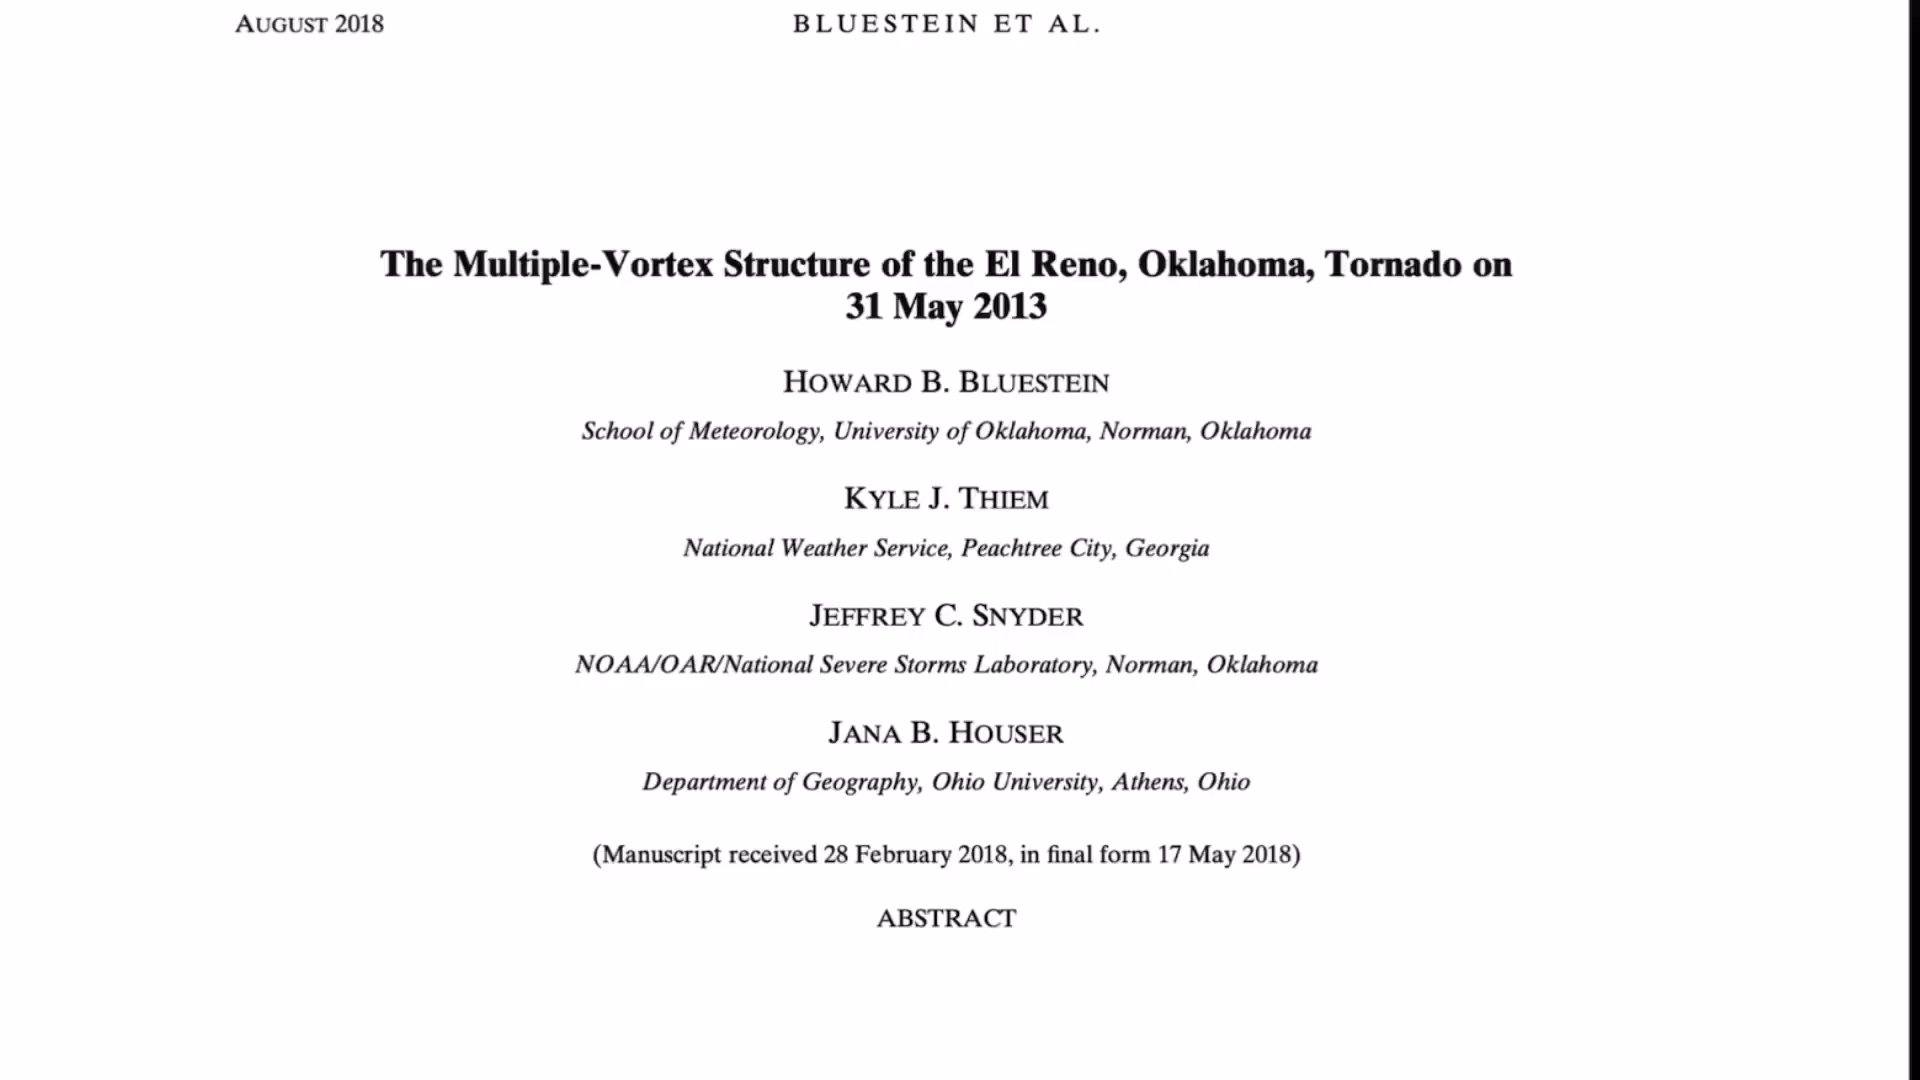 AUGUST 2018
BLUESTEIN ET AL.
The Multiple-Vortex Structure of the El Reno, Oklahoma, Tornado on
31 May 2013
HOWARD B. BLUESTEIN
School of Meteorology, University of Oklahoma, Norman, Oklahoma
KYLE J. THIEM
National Weather Service, Peachtree City, Georgia
JEFFREY C. SNYDER
NOAA/OAR/National Severe Storms Laboratory, Norman, Oklahoma
JANA B. HOUSER
Department of Geography, Ohio University, Athens, Ohio
(Manuscript received 28 February 2018, in final form 17 May 2018)
ABSTRACT